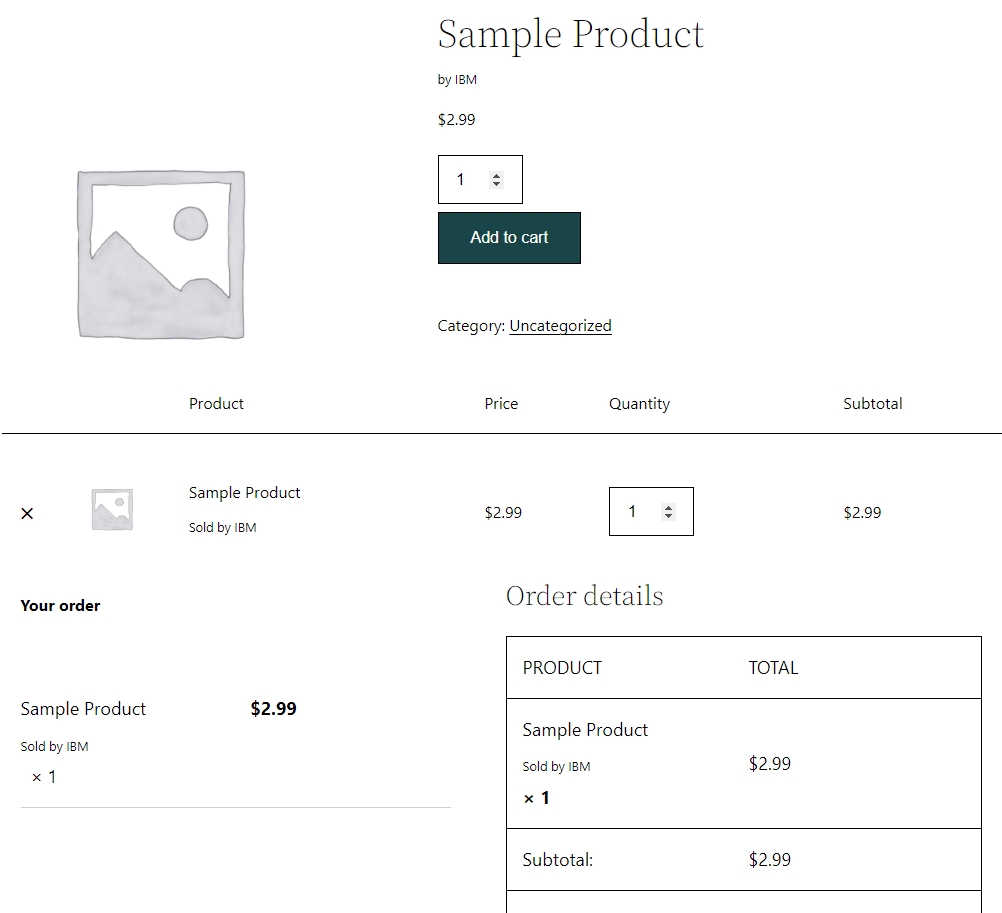 Sample Product
by IBM
$2.99
1
Add to cart
Category: Uncategorized
Product Price Quantity Subtotal
× Sample Product $2.99 1 $2.99
Sold by IBM
Your order
Sample Product $2.99
Sold by IBM
× 1
Order details
PRODUCT TOTAL
Sample Product
Sold by IBM $2.99
× 1
Subtotal: $2.99